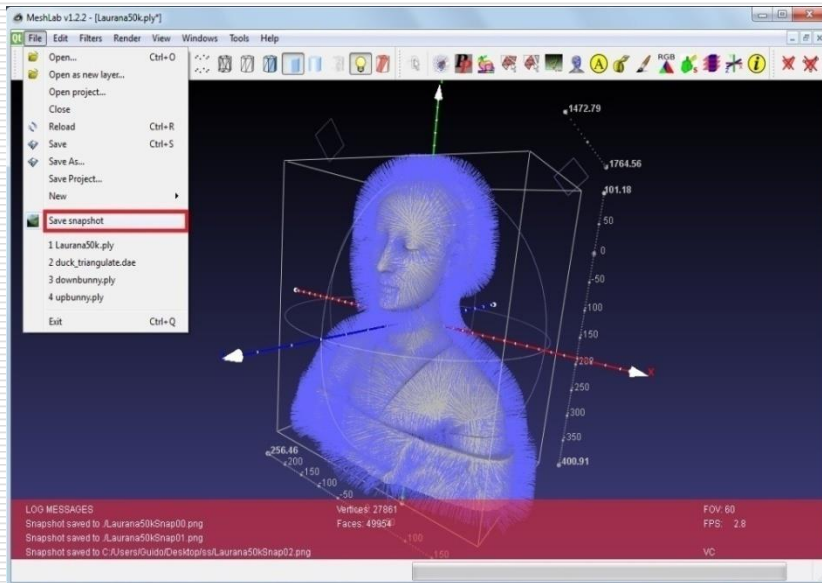 MeshLab v1.2.2 - [Laurana50k.ply*]
File Edit Filters Render View Windows Tools Help
Open... Ctrl+O
Open as new layer...
Open project...
Close
Reload Ctrl+R
Save Ctrl+S
Save As...
Save Project...
New
Save snapshot
1 Laurana50k.ply
2 duck_triangulate.dae
3 downbunny.ply
4 upbunny.ply
Exit Ctrl+Q
RGB
1472.79
1764.56
101.18
50
0
100
150
250
300
350
400.91
X
256.46
200
150
100
50
100
150
LOG MESSAGES
Snapshot saved to ./Laurana50kSnap00.png
Snapshot saved to ./Laurana50kSnap01.png
Snapshot saved to C:/Users/Guido/Desktop/ss/Laurana50kSnap02.png
Vertices: 27861
Faces: 49954
FOV: 60
FPS: 2.8
VC